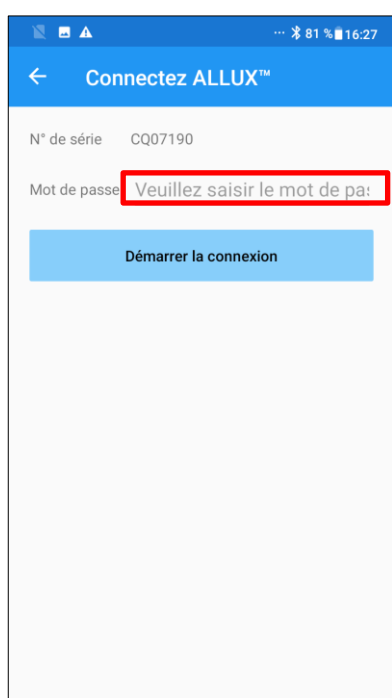 ... 81 % 16:27
Connectez ALLUX™
N° de série CQ07190
Mot de passe Veuillez saisir le mot de pas
Démarrer la connexion